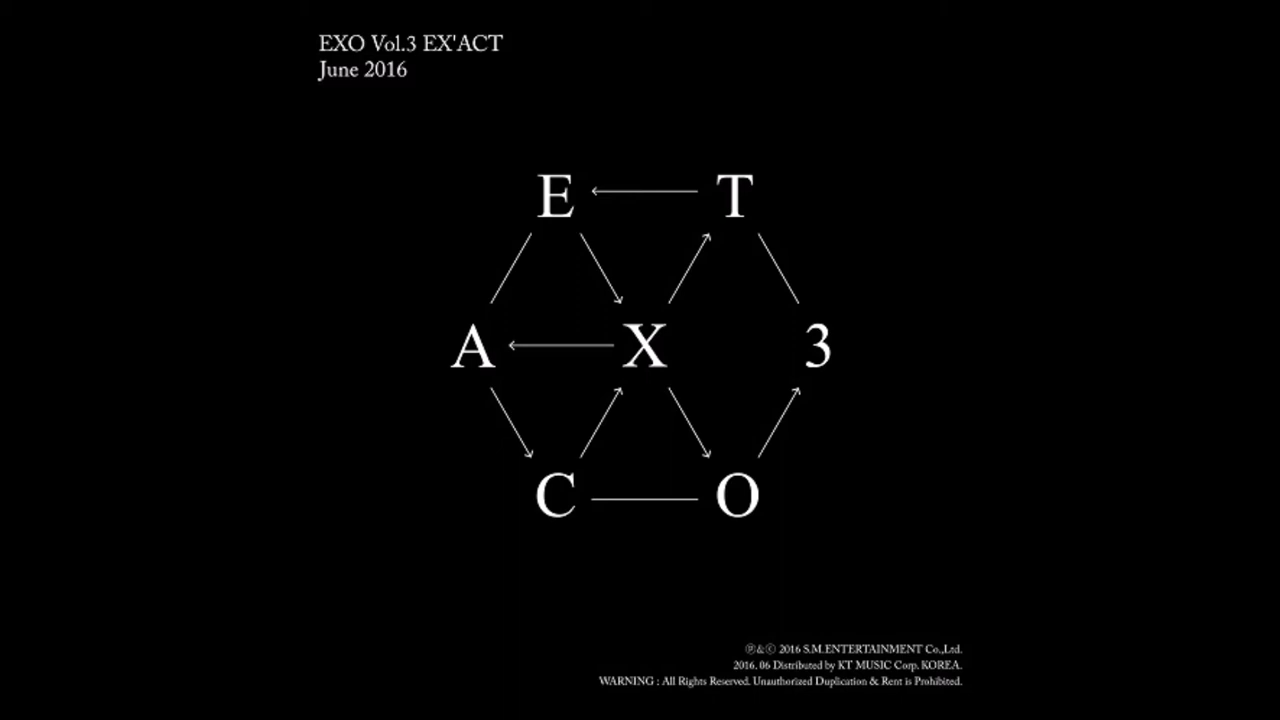 EXO Vol.3 EX'ACT
June 2016
E T
A X 3
C O
℗&© 2016 S.M.ENTERTAINMENT Co.,Ltd.
2016. 06 Distributed by KT MUSIC Corp. KOREA.
WARNING : All Rights Reserved. Unauthorized Duplication & Rent is Prohibited.